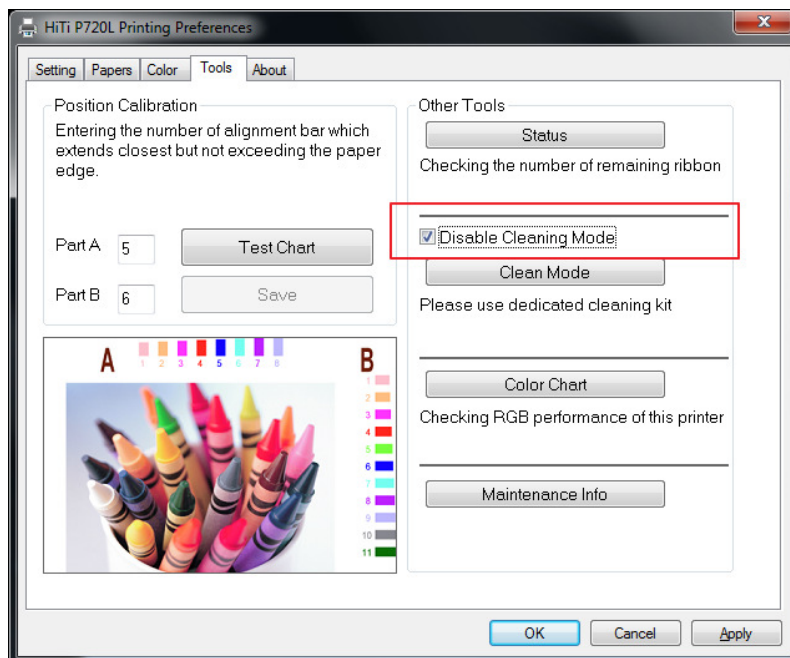 HiTi P720L Printing Preferences
Setting
Papers
Color
Tools
About
Position Calibration
Entering the number of alignment bar which
extends closest but not exceeding the paper
edge.
Part A
5
Test Chart
Part B
6
Save
A
1 2 3 4 5 6 7 8
B
1
2
3
4
5
6
7
8
9
10
11
Other Tools
Status
Checking the number of remaining ribbon
Disable Cleaning Mode
Clean Mode
Please use dedicated cleaning kit
Color Chart
Checking RGB performance of this printer
Maintenance Info
OK
Cancel
Apply